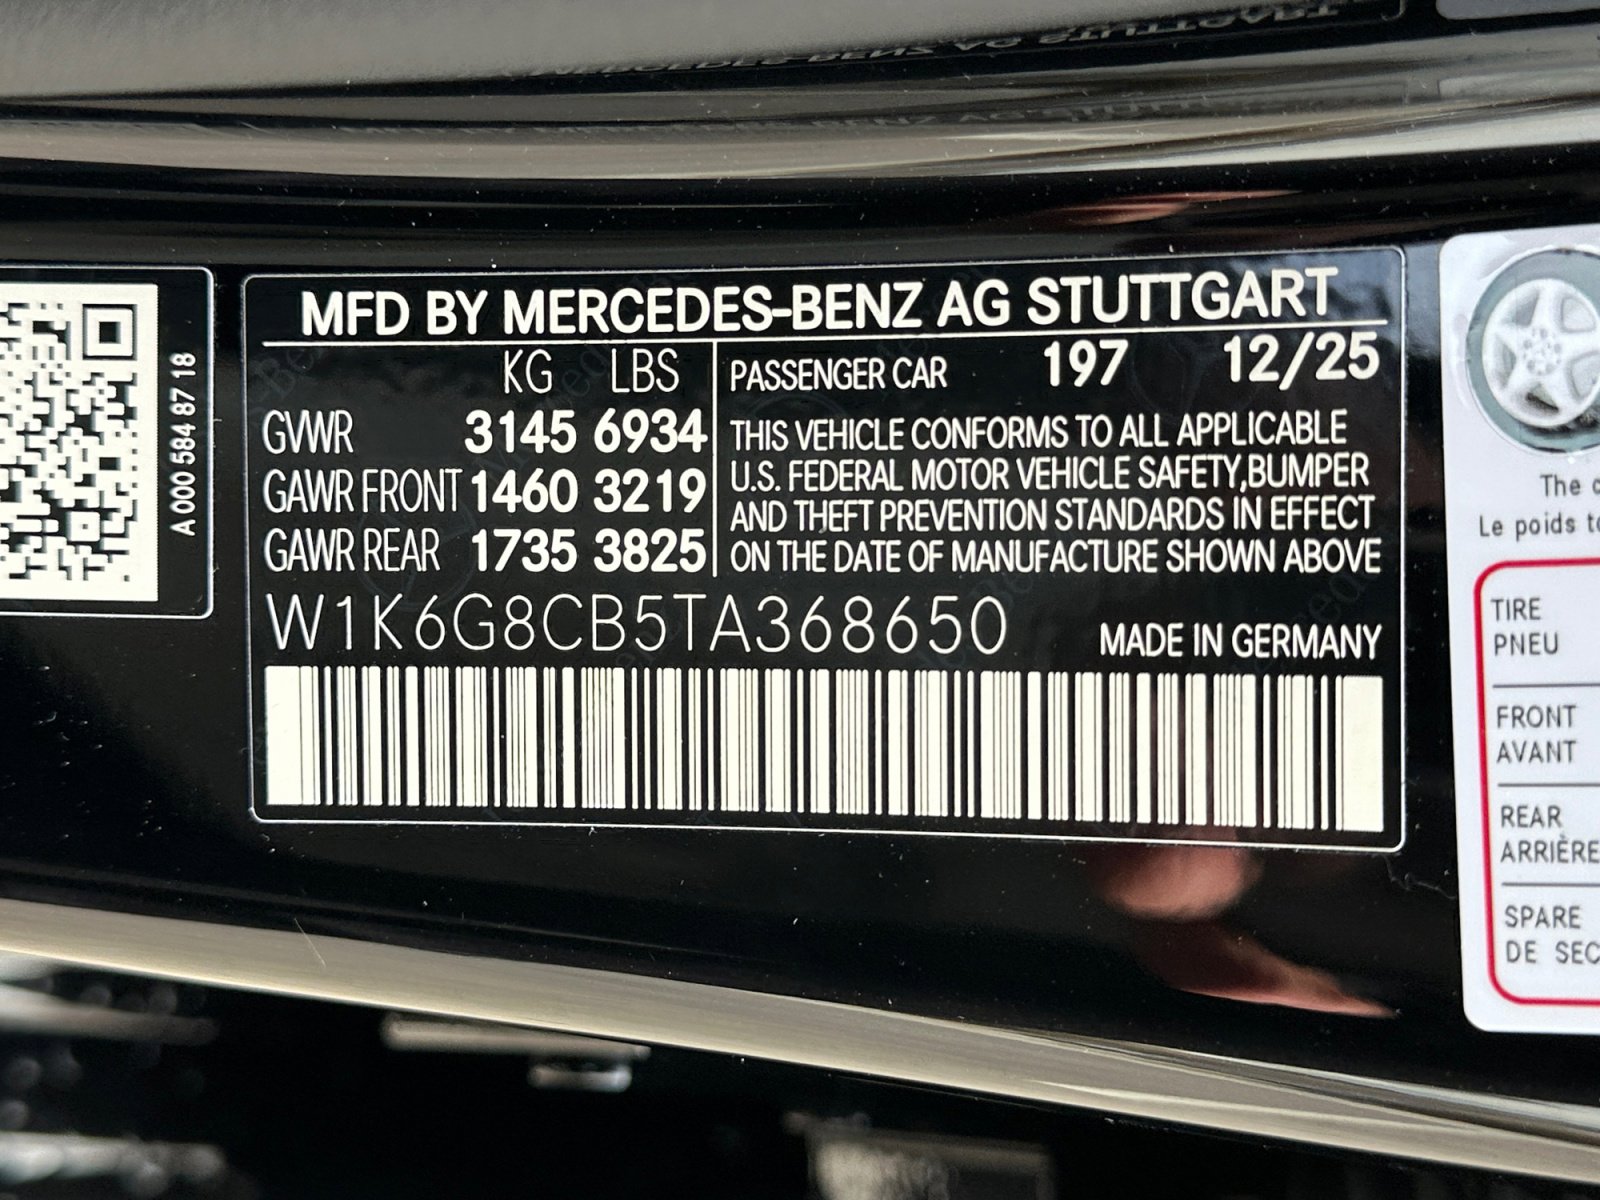 A 000 584 87 18
MFD BY MERCEDES-BENZ AG STUTTGART
KG LBS
GVWR 3145 6934
GAWR FRONT 1460 3219
GAWR REAR 1735 3825
PASSENGER CAR 197 12/25
THIS VEHICLE CONFORMS TO ALL APPLICABLE
U.S. FEDERAL MOTOR VEHICLE SAFETY,BUMPER
AND THEFT PREVENTION STANDARDS IN EFFECT
ON THE DATE OF MANUFACTURE SHOWN ABOVE
W1K6G8CB5TA368650
MADE IN GERMANY
The
Le poids
TIRE
PNEU
FRONT
AVANT
REAR
ARRIÈRE
SPARE
DE